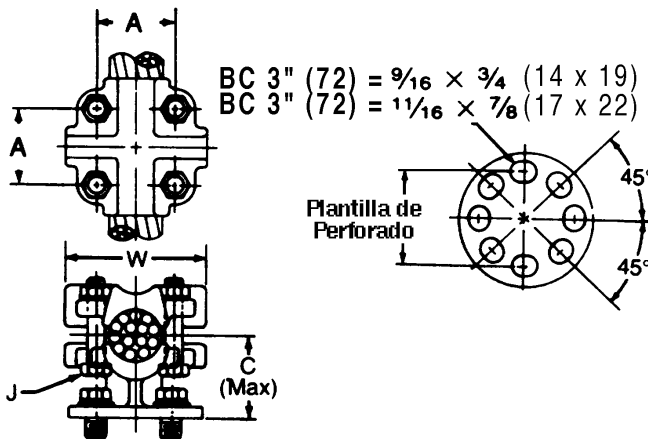 A
BC 3" (72) = 9/16 × 3/4 (14 x 19)
BC 3" (72) = 11/16 × 7/8 (17 x 22)
A
45°
Plantilla de
Perforado
45°
W
C
(Max)
J